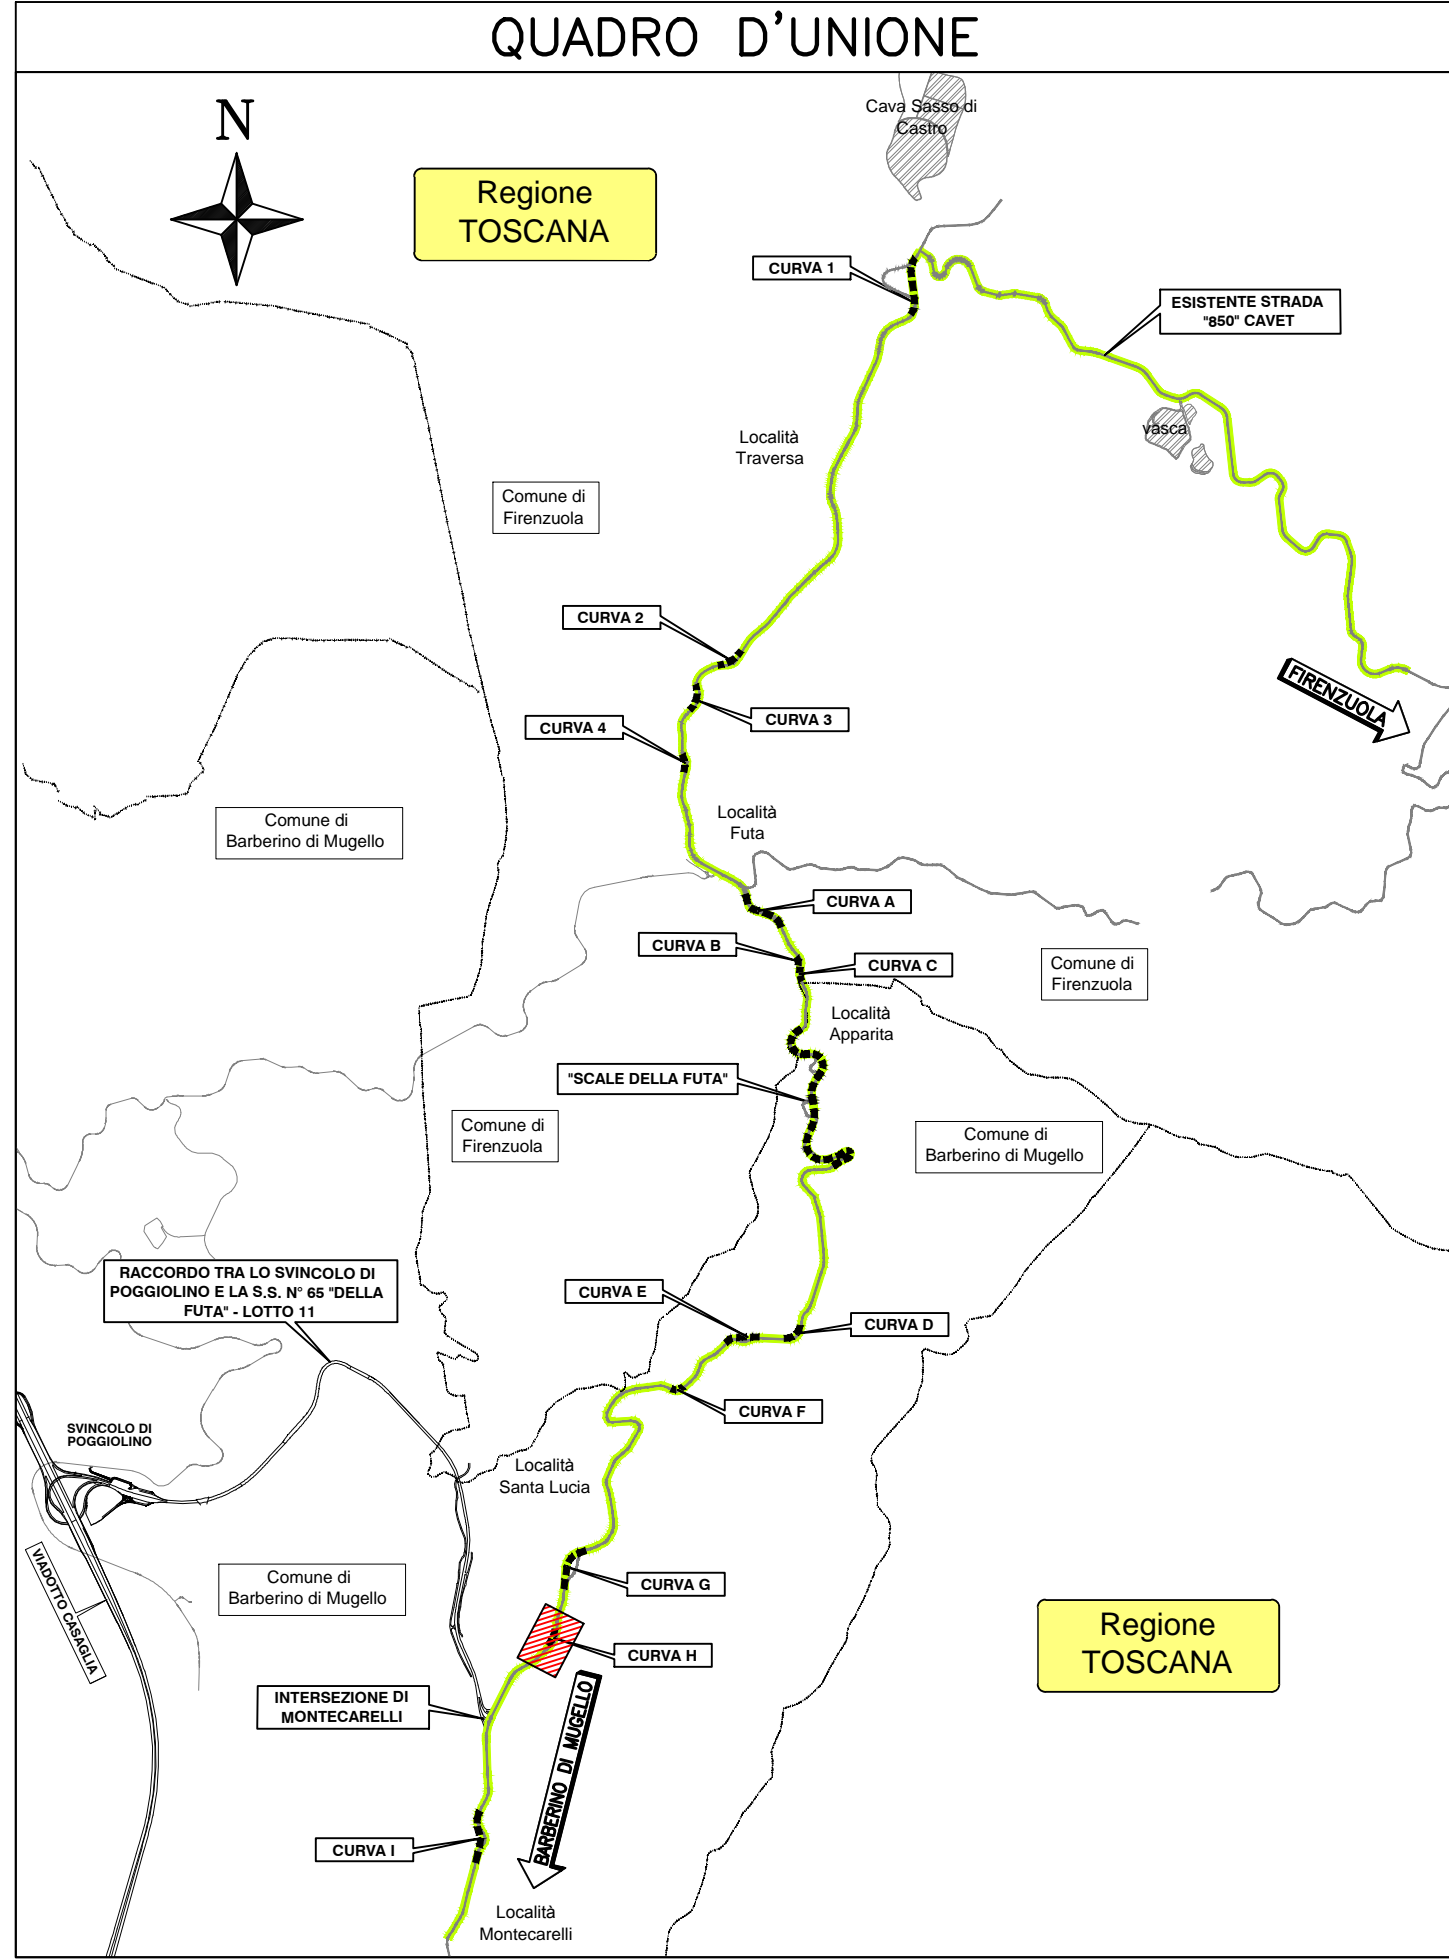 QUADRO D'UNIONE
Cava Sasso di
Castro
N
Regione
TOSCANA
CURVA 1
ESISTENTE STRADA
"850" CAVET
vasca
Località
Traversa
Comune di
Firenzuola
CURVA 2
FIRENZUOLA
CURVA 3
CURVA 4
Località
Futa
Comune di
Barberino di Mugello
CURVA A
CURVA B
CURVA C
Comune di
Firenzuola
Località
Apparita
"SCALE DELLA FUTA"
Comune di
Firenzuola
Comune di
Barberino di Mugello
RACCORDO TRA LO SVINCOLO DI
POGGIOLINO E LA S.S. N° 65 "DELLA
FUTA" - LOTTO 11
CURVA E
CURVA D
CURVA F
SVINCOLO DI
POGGIOLINO
Località
Santa Lucia
VIADOTTO CASAGLIA
Comune di
Barberino di Mugello
CURVA G
CURVA H
Regione
TOSCANA
INTERSEZIONE DI
MONTECARELLI
BARBERINO DI MUGELLO
CURVA I
Località
Montecarelli